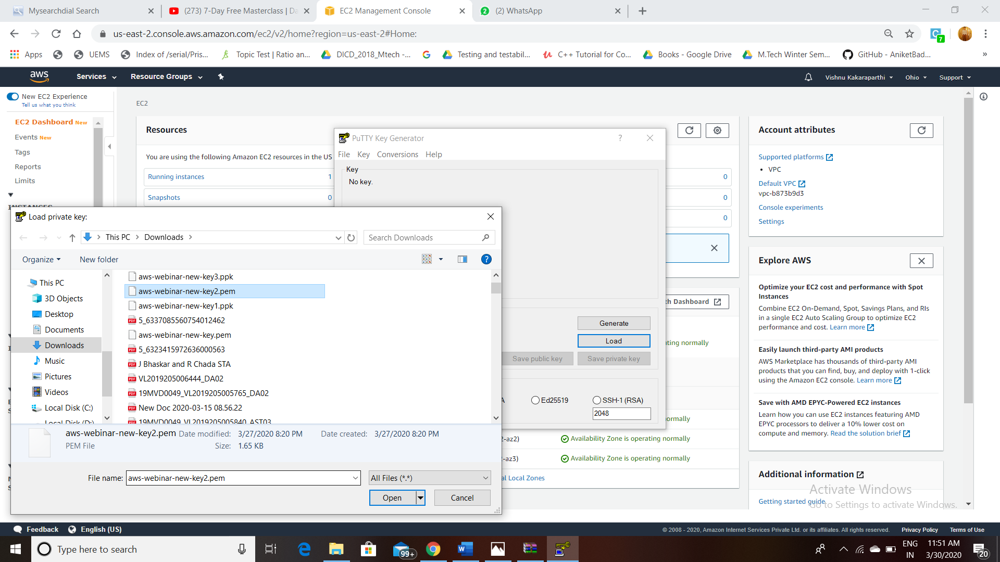 Mysearchdial Search
(273) 7-Day Free Masterclass | Da
EC2 Management Console
2
(2) WhatsApp
us-east-2.console.aws.amazon.com/ec2/v2/home?region=us-east-2#Home:
7
Apps
UEMS
Index of /serial/Pris...
Topic Test | Ratio an...
DICD_2018_Mtech -...
Testing and testabil...
C++ Tutorial for Co...
Books - Google Drive
M.Tech Winter Sem...
GitHub - AniketBad...
»
aws
Services
Resource Groups
Vishnu Kakaraparthi
Ohio
Support
New EC2 Experience
Tell us what you think
EC2 Dashboard New
Events New
Tags
Reports
Limits
INSTANCES
EC2
Resources
You are using the following Amazon EC2 resources in the US
Running instances 1
0
Snapshots 0
0
0
PuTTY Key Generator
?
File Key Conversions Help
Key
No key.
Generate
Load
Save public key
Save private key
A
Ed25519
SSH-1 (RSA)
2048
Load private key:
This PC > Downloads >
Search Downloads
Organize
New folder
?
This PC
3D Objects
Desktop
Documents
Downloads
Music
Pictures
Videos
Local Disk (C:)
Local Disk (D:)
aws-webinar-new-key3.ppk
aws-webinar-new-key2.pem
aws-webinar-new-key1.ppk
PDF 5_6337085560754012462
aws-webinar-new-key.pem
PDF 5_6323415972636000563
PDF J Bhaskar and R Chada STA
PDF VL2019205006444_DA02
PDF 19MVD0049_VL2019205005765_DA02
PDF New Doc 2020-03-15 08.56.22
PDF 19MVD0049_VL2019205005840_AST03
aws-webinar-new-key2.pem Date modified: 3/27/2020 8:20 PM Date created: 3/27/2020 8:20 PM
PEM File Size: 1.65 KB
File name: aws-webinar-new-key2.pem
All Files (*.*)
Open
Cancel
th Dashboard
ting normally
ormally
2-az2) Availability Zone is operating normally
-az3) Availability Zone is operating normally
al Local Zones
Account attributes
Supported platforms
• VPC
Default VPC
vpc-b873b9d3
Console experiments
Settings
Explore AWS
Optimize your EC2 cost and performance with Spot
Instances
Combine EC2 On-Demand, Spot, Savings Plans, and RIs
in a single EC2 Auto Scaling Group to optimize EC2
performance and cost. Learn more
Easily launch third-party AMI products
AWS Marketplace has thousands of third-party AMI
products that you can find, buy, and deploy with 1-click
using the Amazon EC2 console. Learn more
Save with AMD EPYC-Powered EC2 instances
Learn how you can use EC2 instances featuring AMD
EPYC processors to deliver a 10% lower cost on
compute and memory. Read the solution brief
Additional information
Getting started guide
Activate Windows
Go to Settings to activate Windows.
Feedback
English (US)
© 2008 - 2020, Amazon Internet Services Private Ltd. or its affiliates. All rights reserved.
Privacy Policy
Terms of Use
Type here to search
99+
ENG
IN
11:51 AM
3/30/2020
20